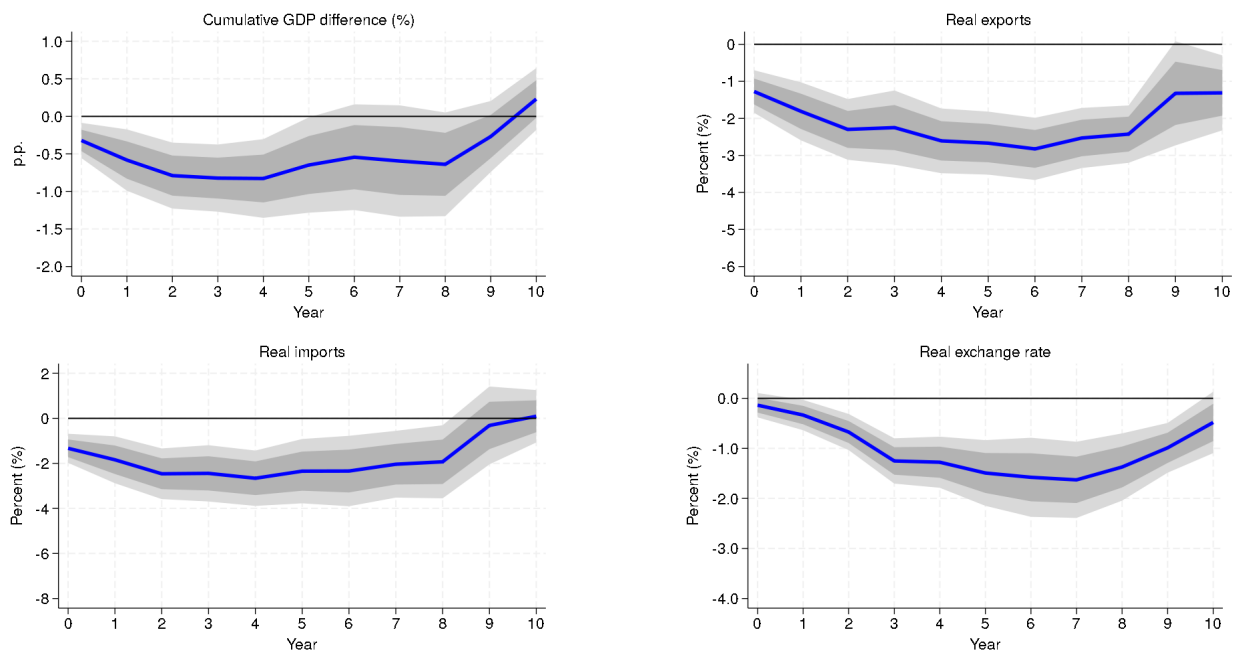 Cumulative GDP difference (%)
p.p.
1.0
0.5
0.0
-0.5
-1.0
-1.5
-2.0
0 1 2 3 4 5 6 7 8 9 10
Year
Real exports
Percent (%)
0
-1
-2
-3
-4
-5
-6
0 1 2 3 4 5 6 7 8 9 10
Year
Real imports
Percent (%)
2
0
-2
-4
-6
-8
0 1 2 3 4 5 6 7 8 9 10
Year
Real exchange rate
Percent (%)
0.0
-1.0
-2.0
-3.0
-4.0
0 1 2 3 4 5 6 7 8 9 10
Year